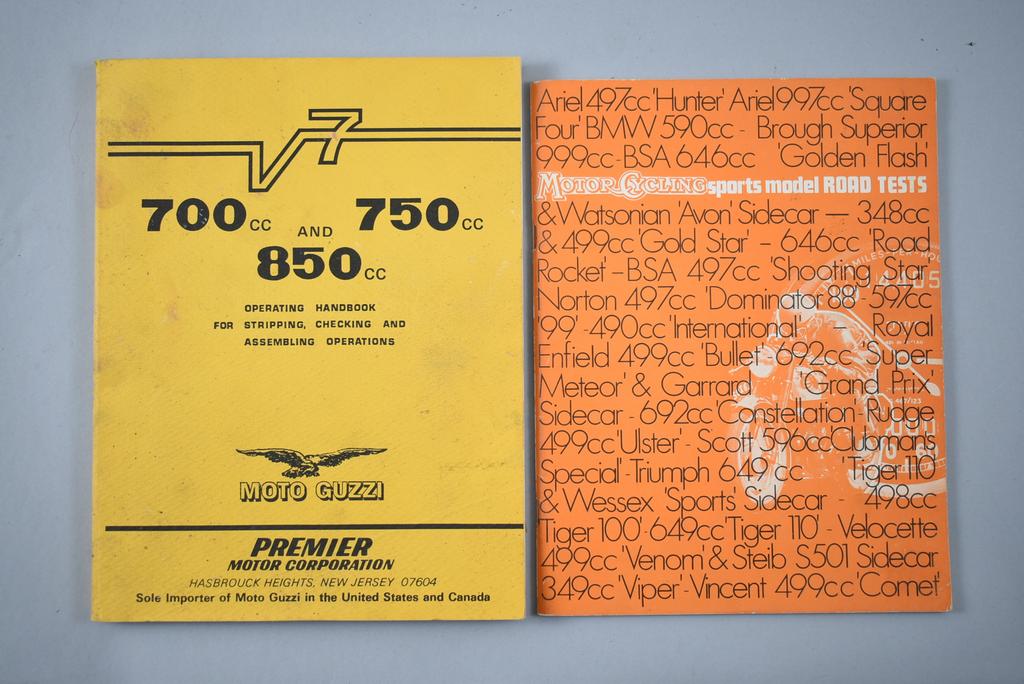 V7
700cc AND 750cc
850cc
OPERATING HANDBOOK
FOR STRIPPING, CHECKING AND
ASSEMBLING OPERATIONS
MOTO GUZZI
PREMIER
MOTOR CORPORATION
HASBROUCK HEIGHTS, NEW JERSEY 07604
Sole Importer of Moto Guzzi in the United States and Canada
Ariel 497cc 'Hunter' Ariel 997cc 'Square
Four' BMW 590cc - Brough Superior
999cc - BSA 646cc 'Golden Flash'
MOTOR CYCLING sports model ROAD TESTS
& Watsonian 'Avon' Sidecar — 348cc
& 499cc 'Gold Star' - 646cc 'Road
Rocket' - BSA 497cc 'Shooting Star'
Norton 497cc 'Dominator 88' - 597cc
'99' - 490cc 'International' - Royal
Enfield 499cc 'Bullet' - 692cc 'Super
Meteor' & Garrard 'Grand Prix'
Sidecar - 692cc 'Constellation' - Rudge
499cc 'Ulster' - Scott 596cc Clubman's
Special' - Triumph 649 cc 'Tiger 110'
& Wessex 'Sports' Sidecar - 498cc
'Tiger 100' - 649cc 'Tiger 110' - Velocette
499cc 'Venom' & Steib S501 Sidecar
349cc 'Viper' - Vincent 499cc 'Comet'